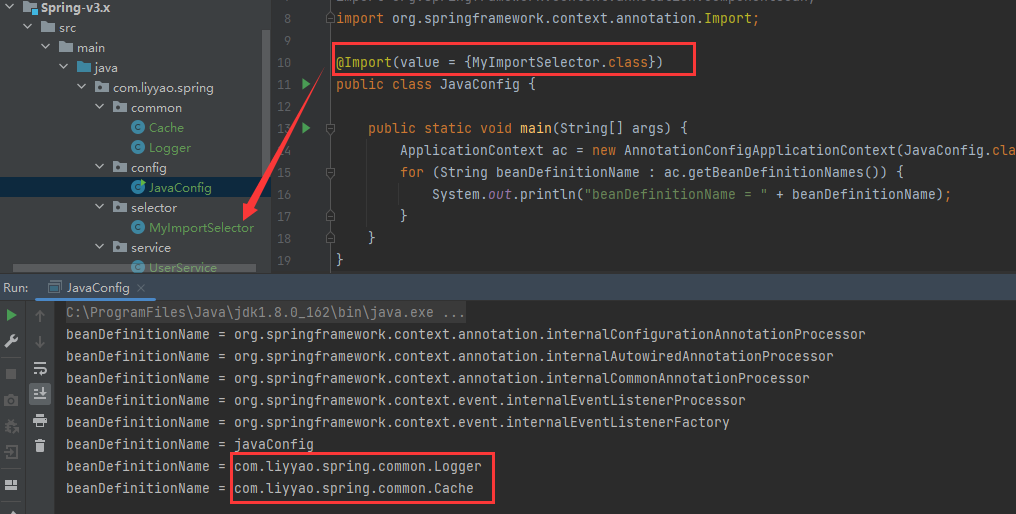 Spring-v3.x
src
main
java
com.liyyao.spring
common
Cache
Logger
config
JavaConfig
selector
MyImportSelector
service
UserService
8 import org.springframework.context.annotation.Import;
9
10 @Import(value = {MyImportSelector.class})
11 public class JavaConfig {
12
13 public static void main(String[] args) {
14 ApplicationContext ac = new AnnotationConfigApplicationContext(JavaConfig.cla
15 for (String beanDefinitionName : ac.getBeanDefinitionNames()) {
16 System.out.println("beanDefinitionName = " + beanDefinitionName);
17 }
18 }
19 }
Run: JavaConfig
C:\ProgramFiles\Java\jdk1.8.0_162\bin\java.exe ...
beanDefinitionName = org.springframework.context.annotation.internalConfigurationAnnotationProcessor
beanDefinitionName = org.springframework.context.annotation.internalAutowiredAnnotationProcessor
beanDefinitionName = org.springframework.context.annotation.internalCommonAnnotationProcessor
beanDefinitionName = org.springframework.context.event.internalEventListenerProcessor
beanDefinitionName = org.springframework.context.event.internalEventListenerFactory
beanDefinitionName = javaConfig
beanDefinitionName = com.liyyao.spring.common.Logger
beanDefinitionName = com.liyyao.spring.common.Cache